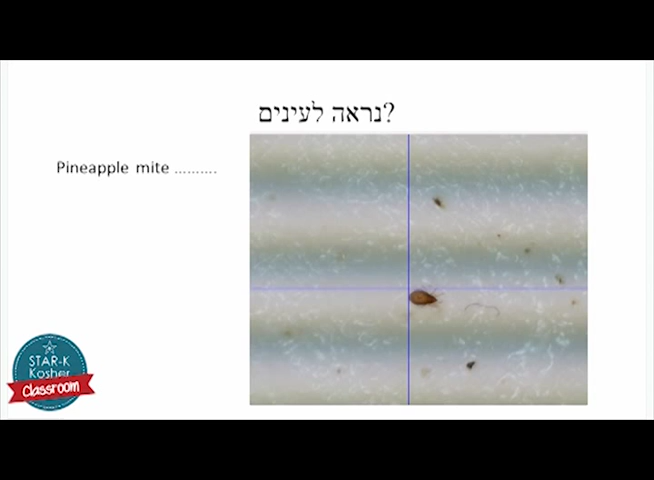 נראה לעינים?
Pineapple mite ..........
STAR-K
Kosher
Classroom